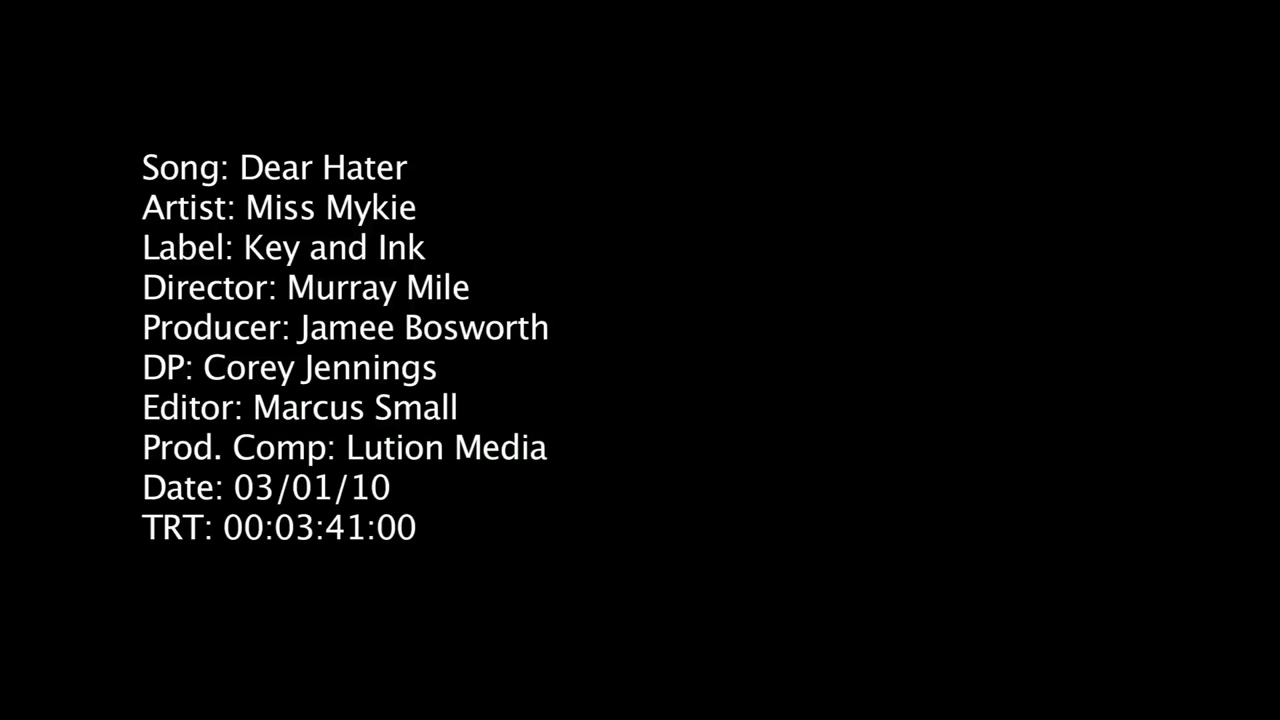 Song: Dear Hater
Artist: Miss Mykie
Label: Key and Ink
Director: Murray Mile
Producer: Jamee Bosworth
DP: Corey Jennings
Editor: Marcus Small
Prod. Comp: Lution Media
Date: 03/01/10
TRT: 00:03:41:00